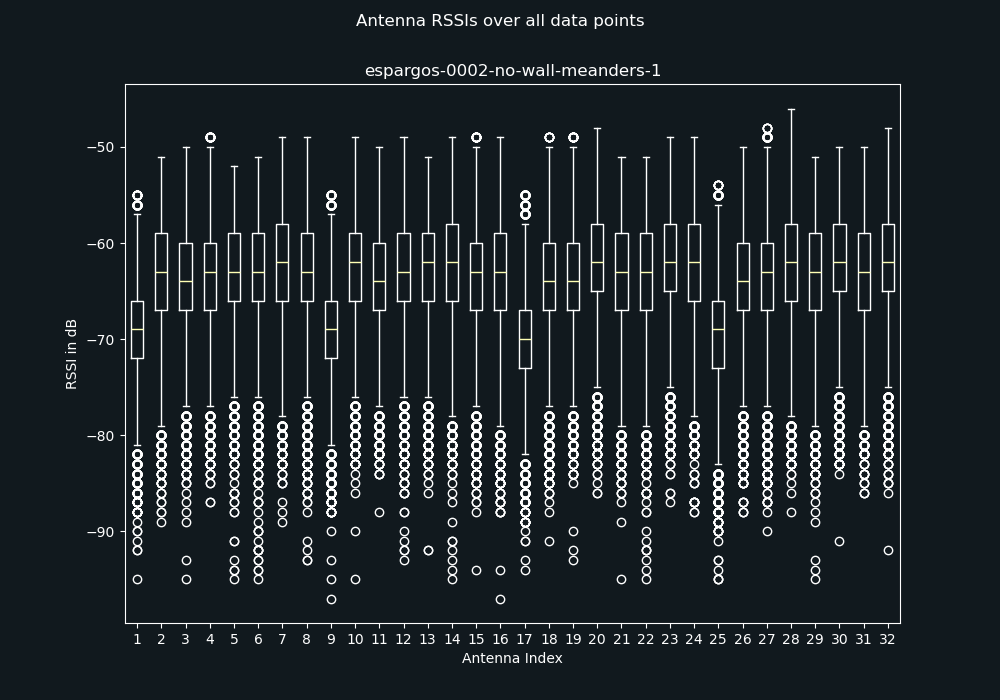 Antenna RSSIs over all data points
espargos-0002-no-wall-meanders-1
RSSI in dB
−50
−60
−70
−80
−90
1 2 3 4 5 6 7 8 9 10 11 12 13 14 15 16 17 18 19 20 21 22 23 24 25 26 27 28 29 30 31 32
Antenna Index